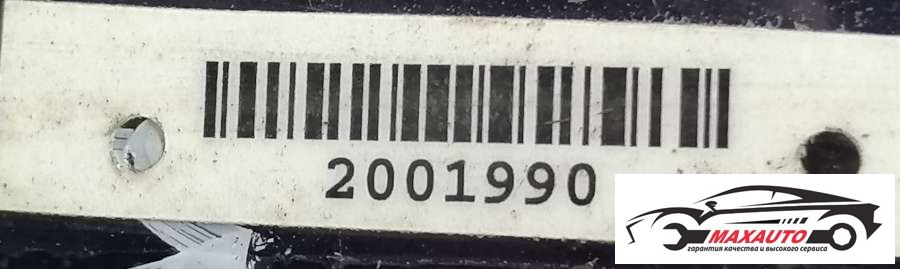 2001990
MAXAUTO
гарантия качества и высокого сервиса